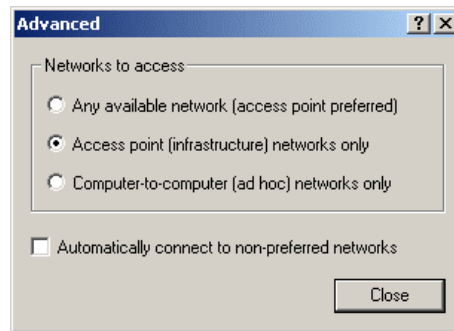 Advanced
Networks to access
Any available network (access point preferred)
Access point (infrastructure) networks only
Computer-to-computer (ad hoc) networks only
Automatically connect to non-preferred networks
Close